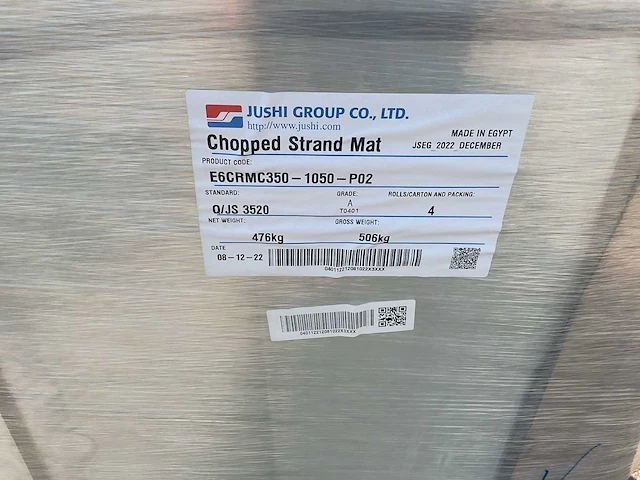 JUSHI GROUP CO., LTD.
http://www.jushi.com
MADE IN EGYPT
Chopped Strand Mat
JSEG 2022 DECEMBER
PRODUCT CODE:
E6CRMC350-1050-P02
STANDARD: GRADE: ROLLS/CARTON AND PACKING:
Q/JS 3520 A T0401 4
NET WEIGHT: GROSS WEIGHT:
476kg 506kg
DATE
08-12-22
040112212081022X3XXX
040112212081022X3XXX